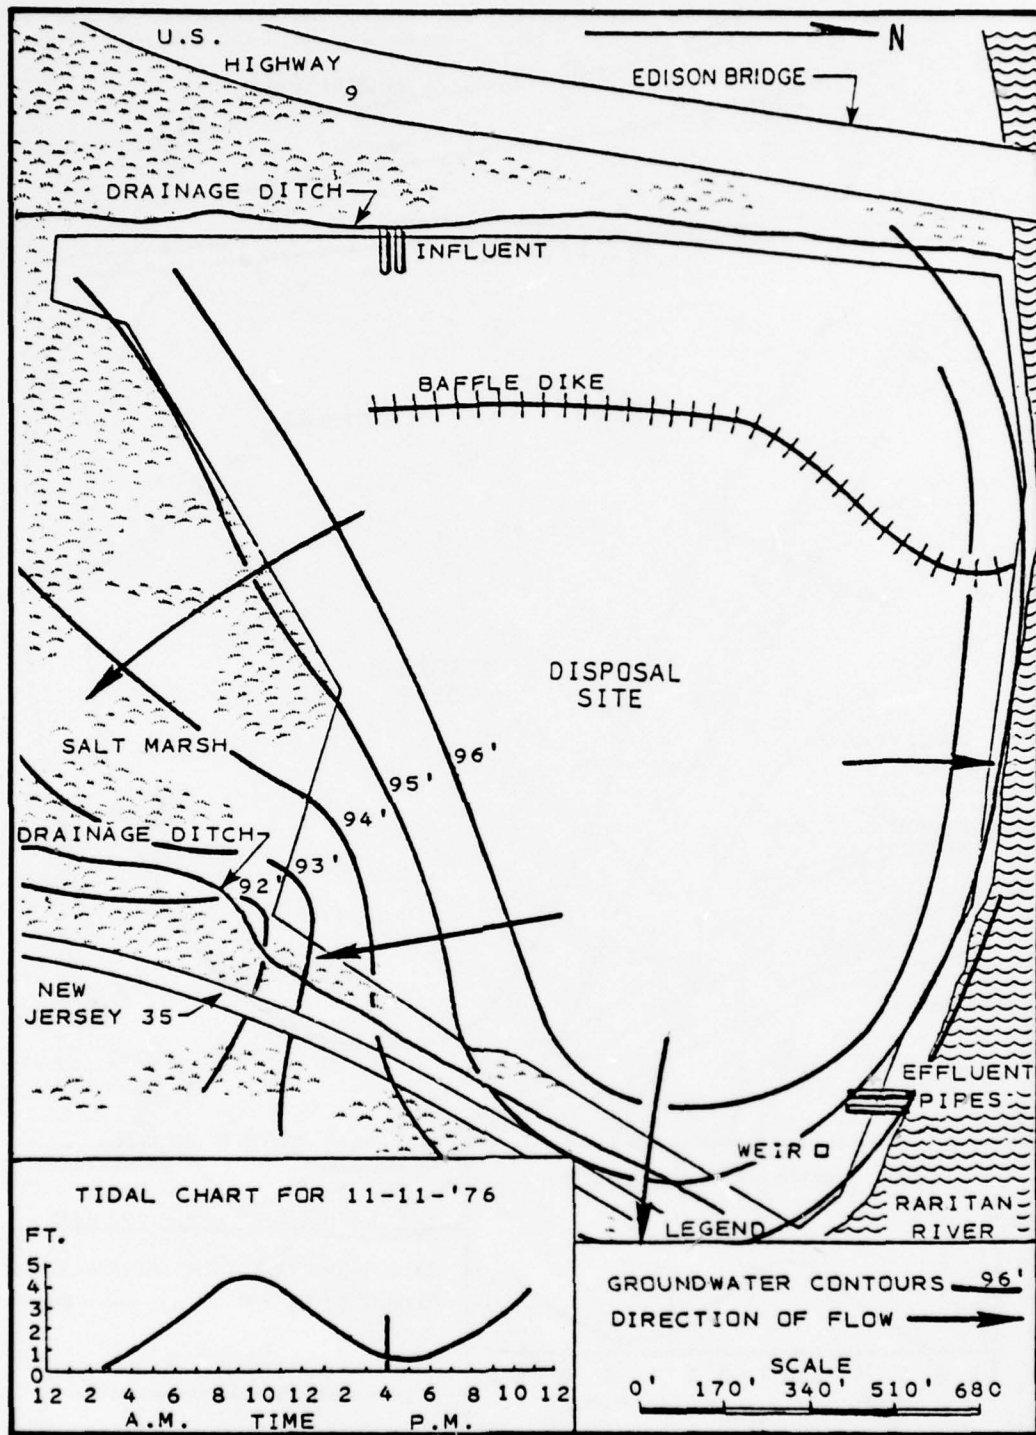 U.S.
HIGHWAY
9
N
EDISON BRIDGE
DRAINAGE DITCH
INFLUENT
BAFFLE DIKE
DISPOSAL
SITE
SALT MARSH
96'
95'
94'
DRAINAGE DITCH
93'
92'
NEW
JERSEY 35
EFFLUENT
PIPES
WEIR
RARITAN
RIVER
LEGEND
TIDAL CHART FOR 11-11-'76
FT.
5
4
3
2
1
0
12 2 4 6 8 10 12 2 4 6 8 10 12
A.M. TIME P.M.
GROUNDWATER CONTOURS 96'
DIRECTION OF FLOW
SCALE
0' 170' 340' 510' 680